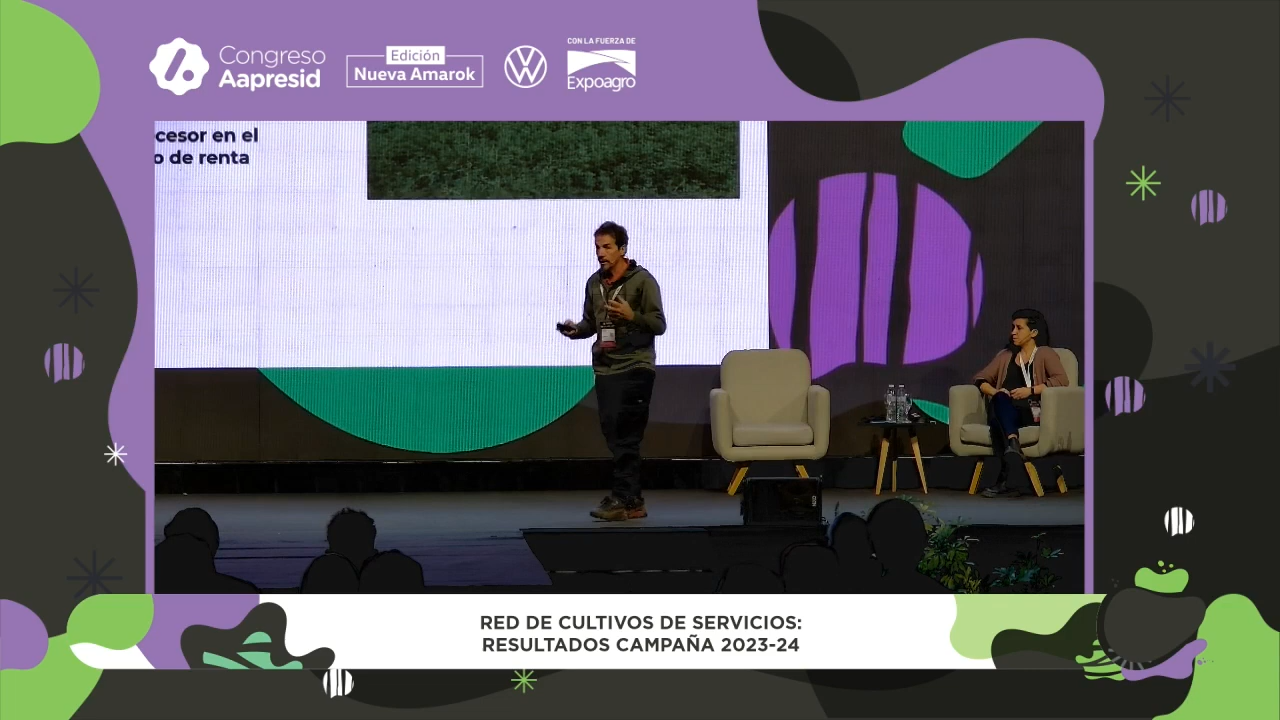 Congreso
Aapresid
Edición
Nueva Amarok
CON LA FUERZA DE
Expoagro
cesor en el
o de renta
RED DE CULTIVOS DE SERVICIOS:
RESULTADOS CAMPAÑA 2023-24